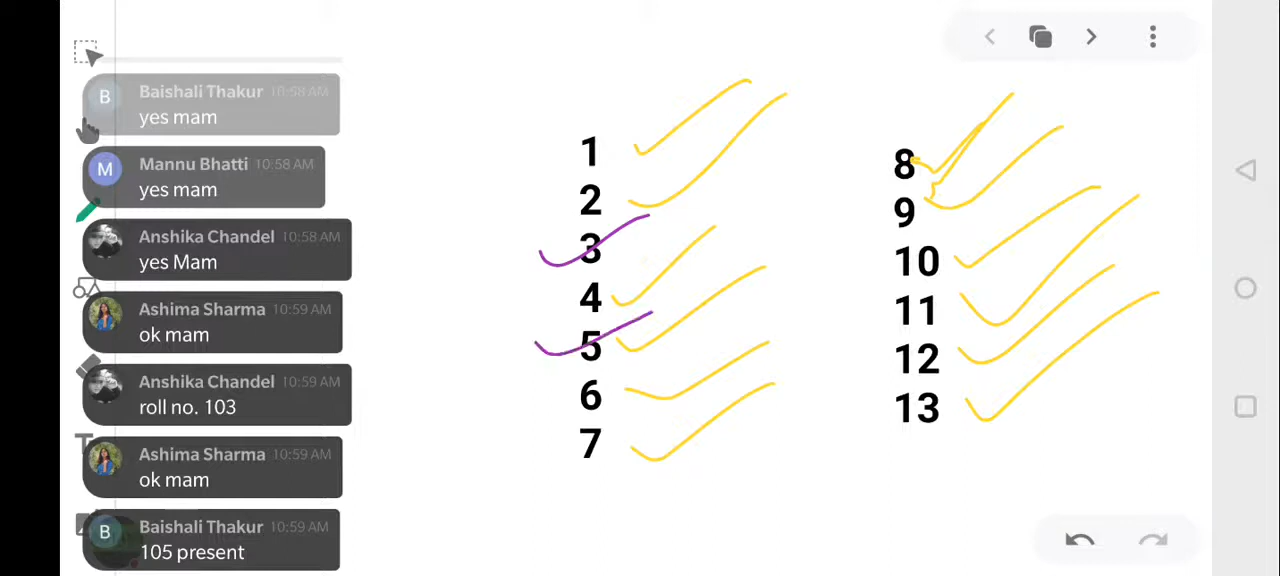 B
Baishali Thakur 10:58 AM
yes mam
M
Mannu Bhatti 10:58 AM
yes mam
Anshika Chandel 10:58 AM
yes Mam
Ashima Sharma 10:59 AM
ok mam
Anshika Chandel 10:59 AM
roll no. 103
T
Ashima Sharma 10:59 AM
ok mam
B
Baishali Thakur 10:59 AM
105 present
1
2
3
4
5
6
7
8
9
10
11
12
13